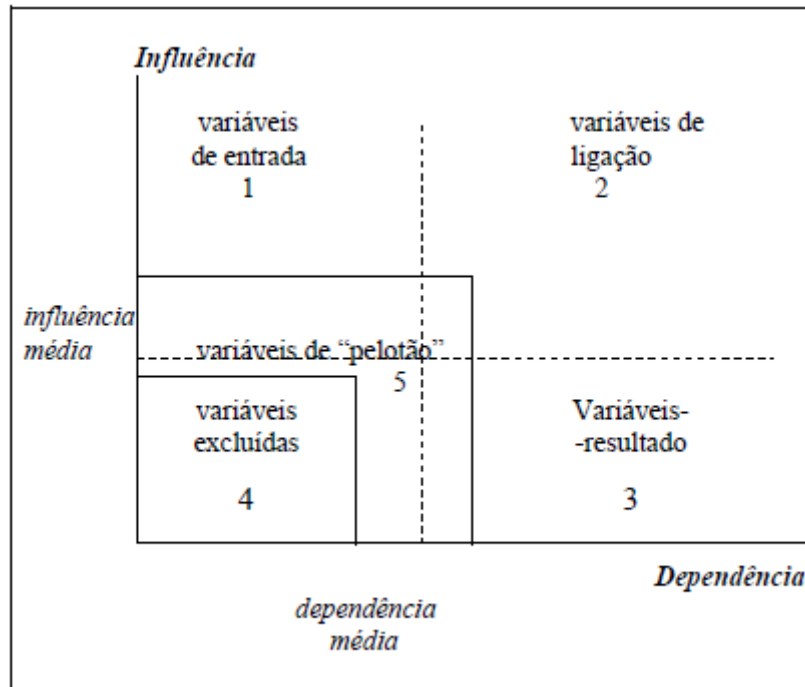 Influência
variáveis
de entrada
1
variáveis de
ligação
2
influência
média
variáveis de “pelotão”
5
variáveis
excluídas
4
Variáveis-
-resultado
3
Dependência
dependência
média